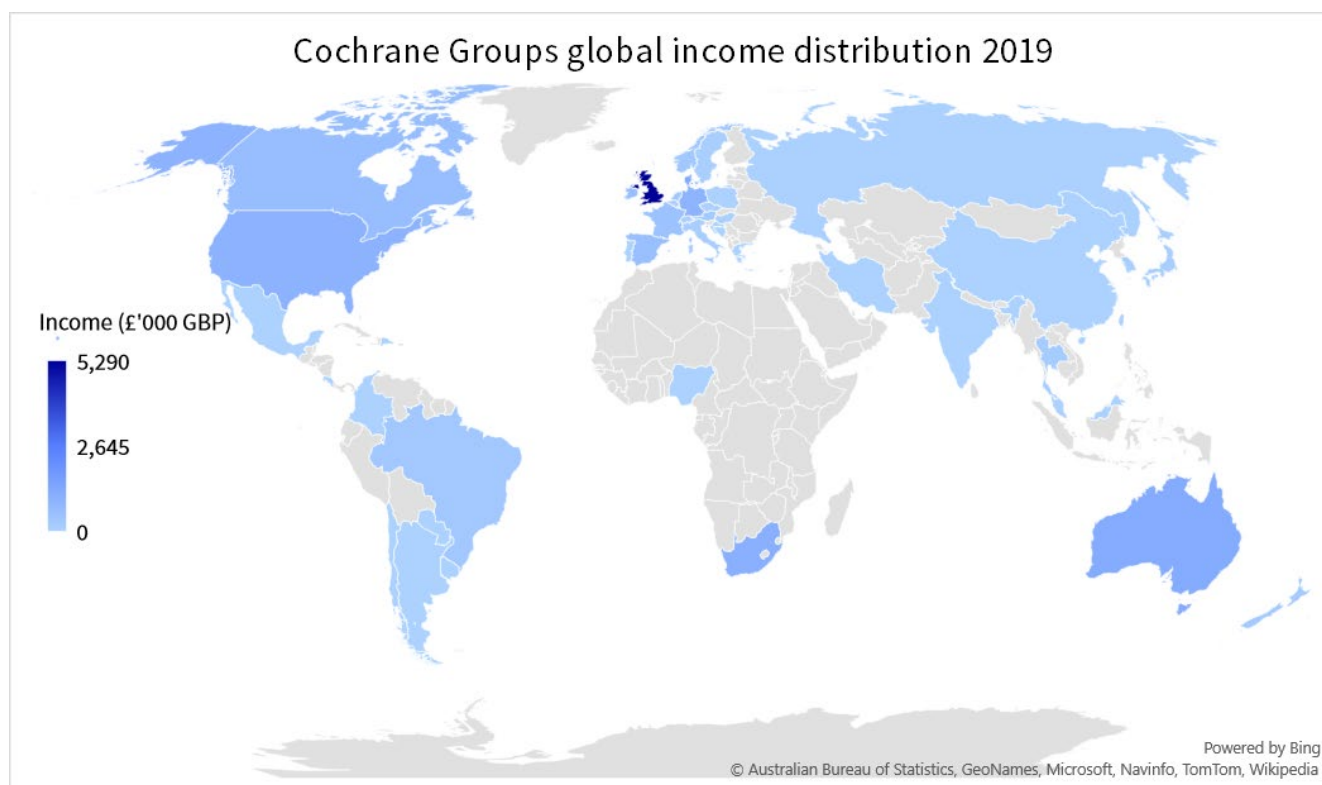 Cochrane Groups global income distribution 2019
Income (£'000 GBP)
5,290
2,645
0
Powered by Bing
© Australian Bureau of Statistics, GeoNames, Microsoft, Navinfo, TomTom, Wikipedia